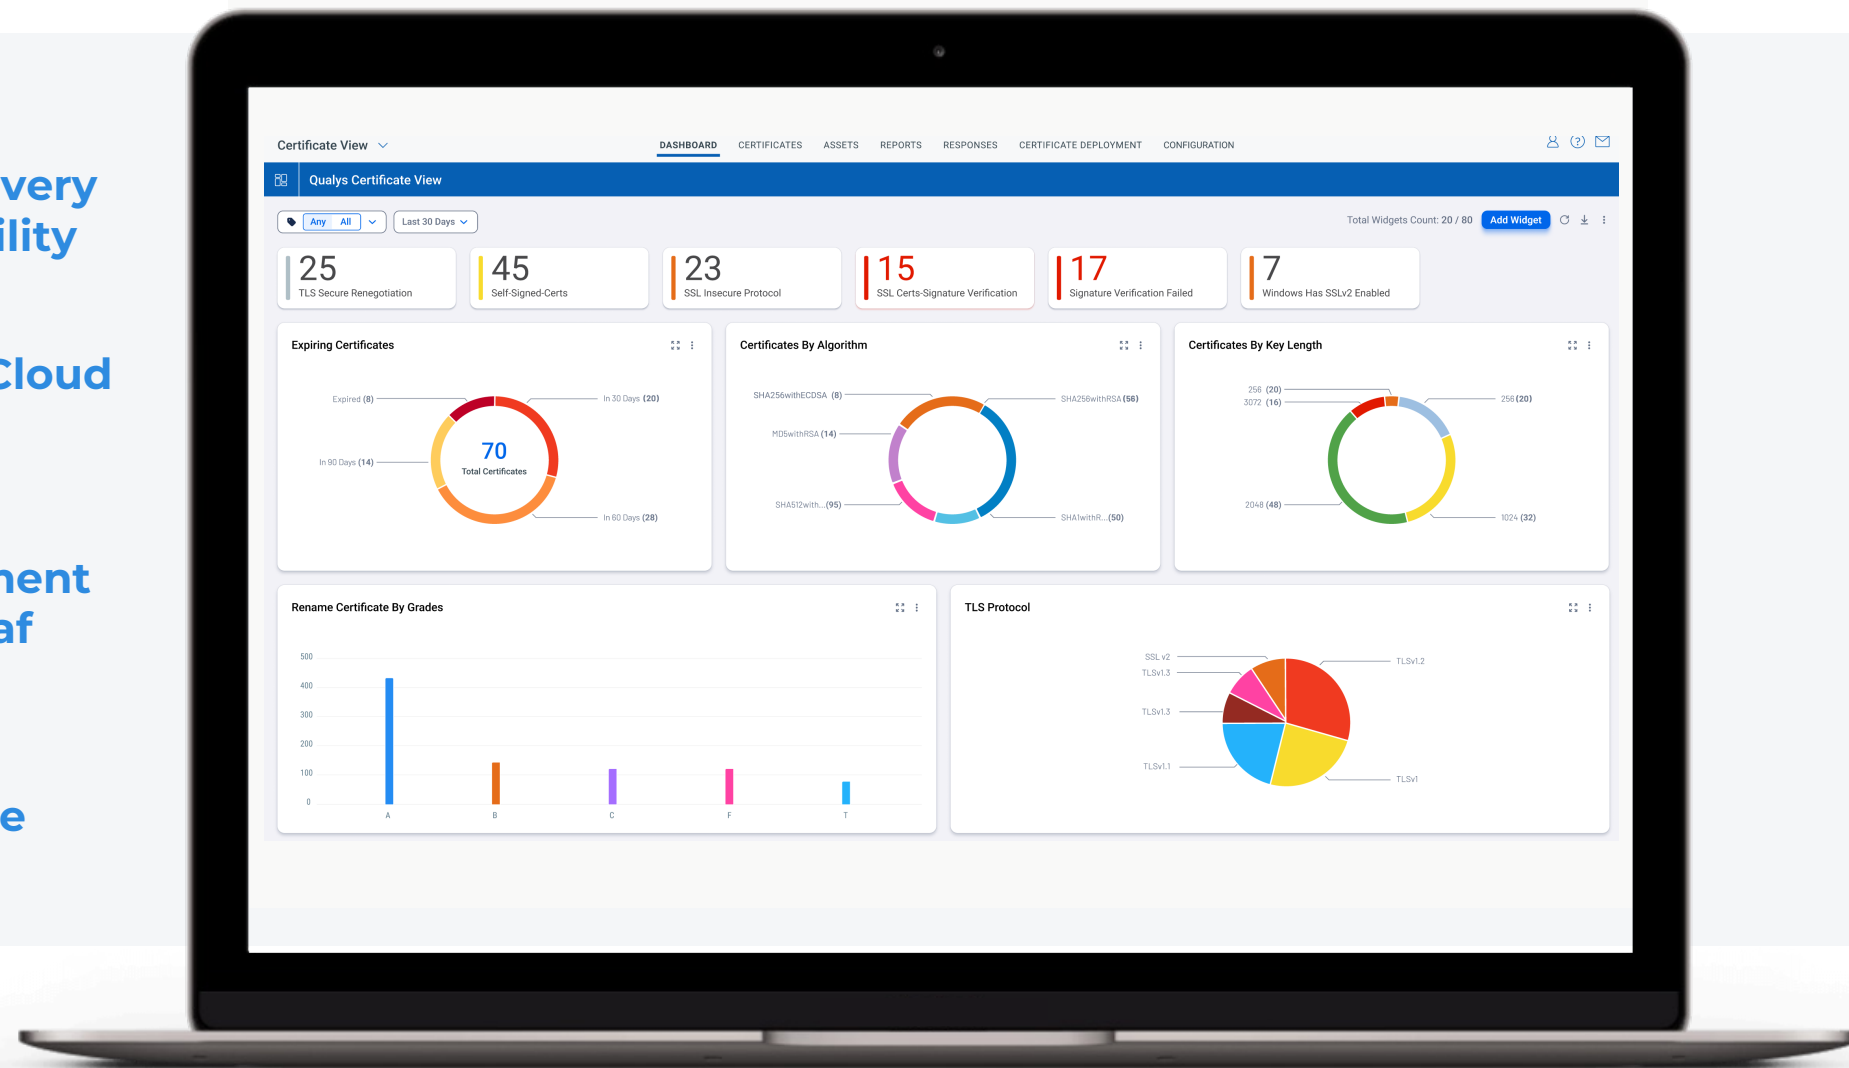 very
ility
Cloud
ment
af
e
Certificate View
DASHBOARD CERTIFICATES ASSETS REPORTS RESPONSES CERTIFICATE DEPLOYMENT CONFIGURATION
Qualys Certificate View
Any All Last 30 Days
Total Widgets Count: 20 / 80 Add Widget
25
TLS Secure Renegotiation
45
Self-Signed-Certs
23
SSL Insecure Protocol
15
SSL Certs-Signature Verification
17
Signature Verification Failed
7
Windows Has SSLv2 Enabled
Expiring Certificates
Expired (8)
In 30 Days (20)
70
Total Certificates
In 90 Days (14)
In 60 Days (28)
Certificates By Algorithm
SHA256withECDSA (8)
SHA256withRSA (56)
MD5withRSA (14)
SHA512with...(95)
SHA1withR...(50)
Certificates By Key Length
256 (20)
3072 (16)
256 (20)
2048 (48)
1024 (32)
Rename Certificate By Grades
500
400
300
200
100
0
A B C F T
TLS Protocol
SSL v2
TLSv1.2
TLSv1.3
TLSv1.3
TLSv1.1
TLSv1